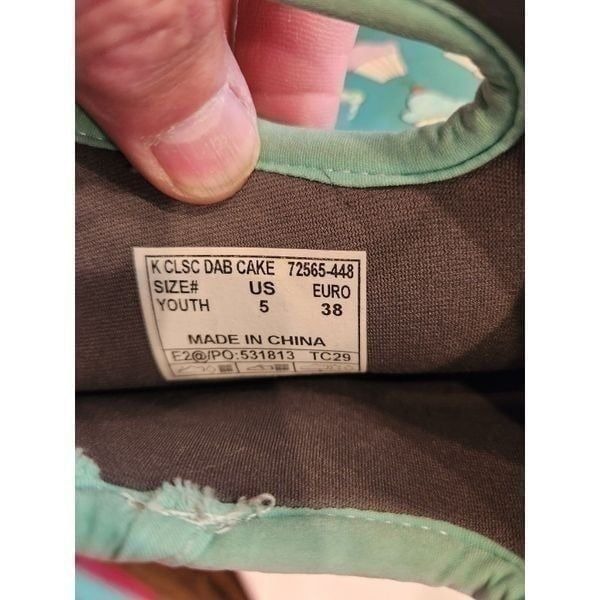 K CLSC DAB CAKE 72565-448
SIZE# US EURO
YOUTH 5 38
MADE IN CHINA
E2@/PO:531813 TC29